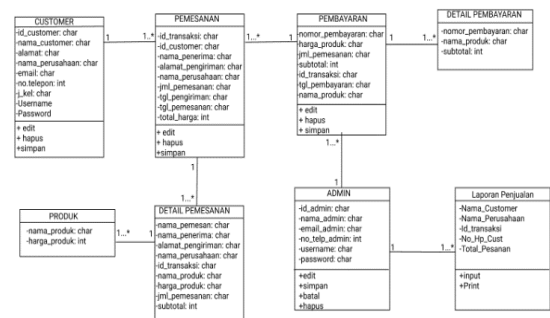 CUSTOMER
-id_customer: char
-nama_customer: char
-alamat: char
-nama_perusahaan: char
-email: char
-no.telepon: int
-j_kel: char
-Username
-Password
+ edit
+ hapus
+simpan
1
1..*
PEMESANAN
-id_transaksi: char
-id_customer: char
-nama_penerima: char
-alamat_pengiriman: char
-nama_perusahaan: char
-jml_pemesanan: char
-tgl_pengiriman: char
-tgl_pemesanan: char
-total_harga: int
+ edit
+ hapus
+simpan
1...*
1
PEMBAYARAN
-nomor_pembayaran: char
-harga_produk: char
-jml_pemesanan: char
-subtotal: int
-id_transaksi: char
-tgl_pembayaran: char
-nama_produk: char
+ edit
+ hapus
+ simpan
1
1...*
DETAIL PEMBAYARAN
-nomor_pembayaran: char
-nama_produk: char
-subtotal: int
1
1...*
1...*
1
PRODUK
-nama_produk: char
-harga_produk: int
1...*
1
DETAIL PEMESANAN
-nama_pemesan: char
-nama_penerima: char
-alamat_pengiriman: char
-nama_perusahaan: char
-id_transaksi: char
-nama_produk: char
-harga_produk: char
-jml_pemesanan: char
-subtotal: int
ADMIN
-id_admin: char
-nama_admin: char
-email_admin: char
-no_telp_admin: int
-username: char
-password: char
+edit
+simpan
+batal
+hapus
1
1...*
Laporan Penjualan
-Nama_Customer
-Nama_Perusahaan
-Id_transaksi
-No_Hp_Cust
-Total_Pesanan
+input
+Print